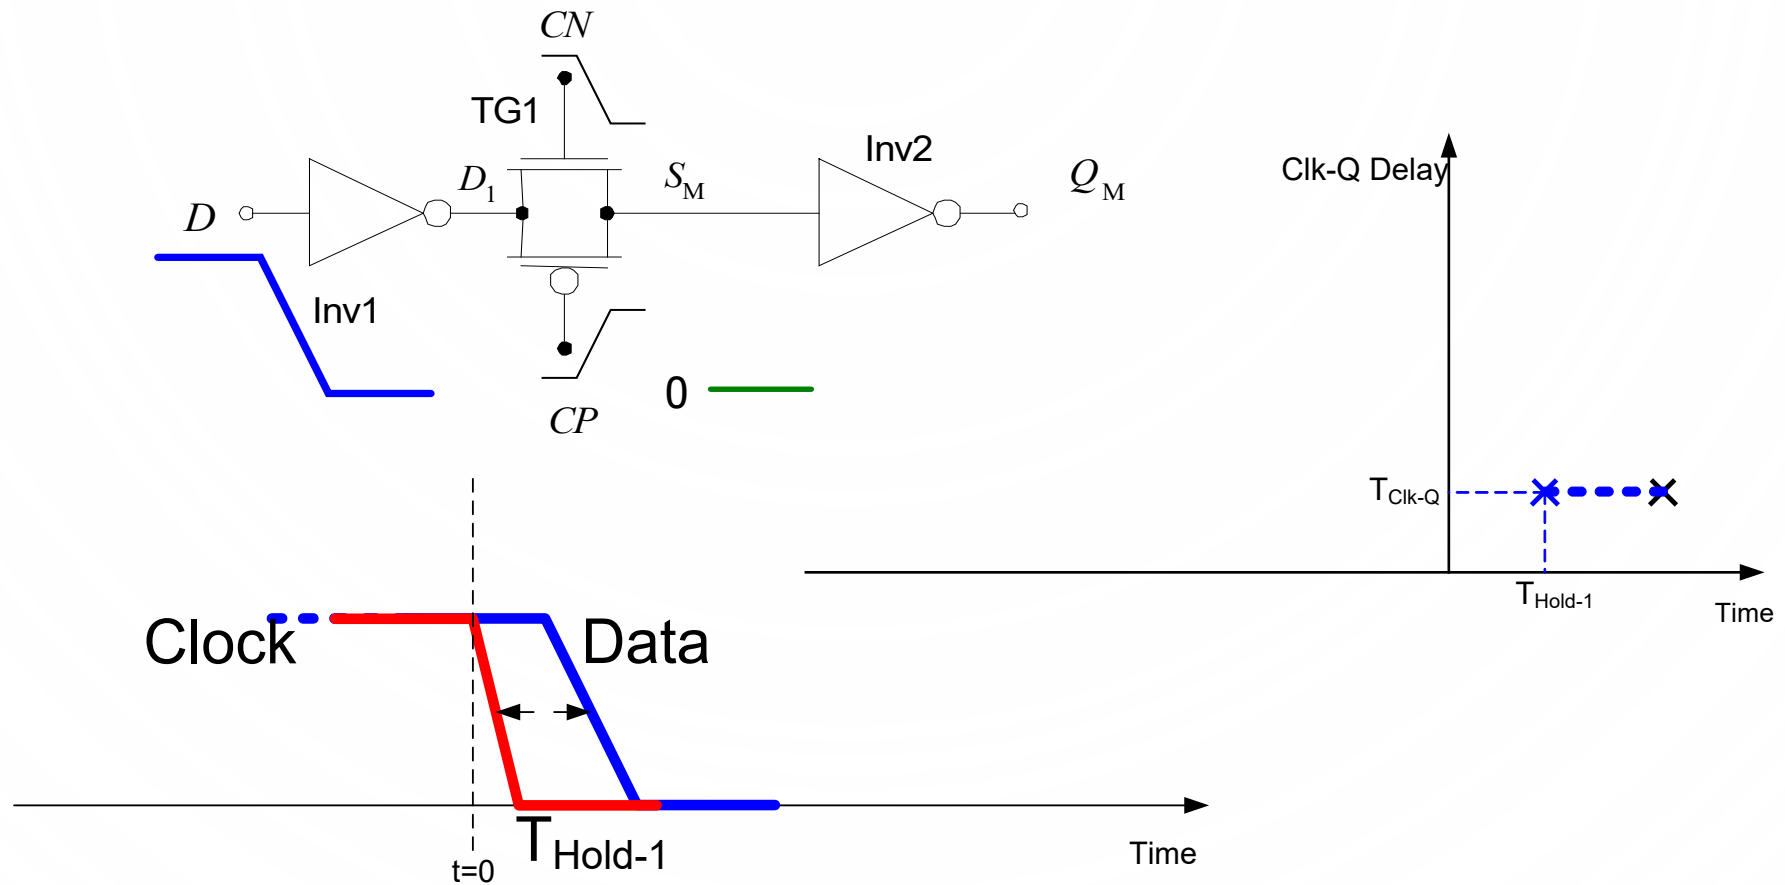 CN
TG1
Inv2
Clk-Q Delay
D
D1
SM
QM
Inv1
0
CP
TClk-Q
THold-1
Time
Clock
Data
THold-1
Time
t=0